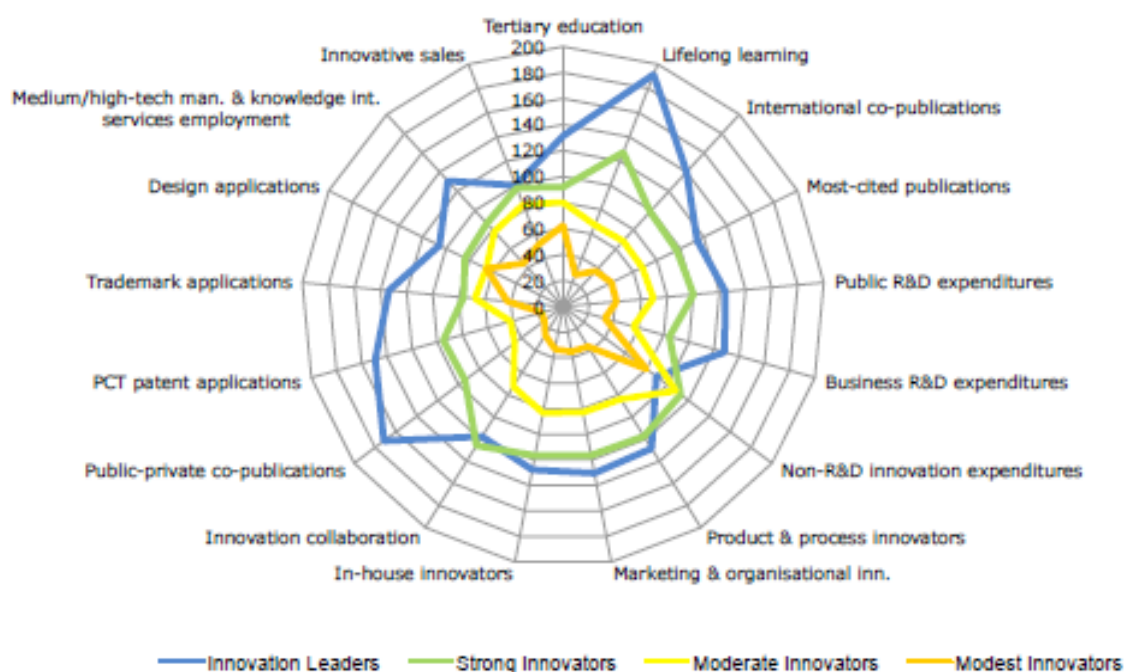 Tertiary education
Innovative sales
Lifelong learning
Medium/high-tech man. & knowledge int.
services employment
International co-publications
Design applications
Most-cited publications
Trademark applications
Public R&D expenditures
PCT patent applications
Business R&D expenditures
Public-private co-publications
Non-R&D innovation expenditures
Innovation collaboration
Product & process innovators
In-house innovators
Marketing & organisational inn.
200
180
160
140
120
100
80
60
40
20
0
Innovation Leaders
Strong Innovators
Moderate Innovators
Modest Innovators